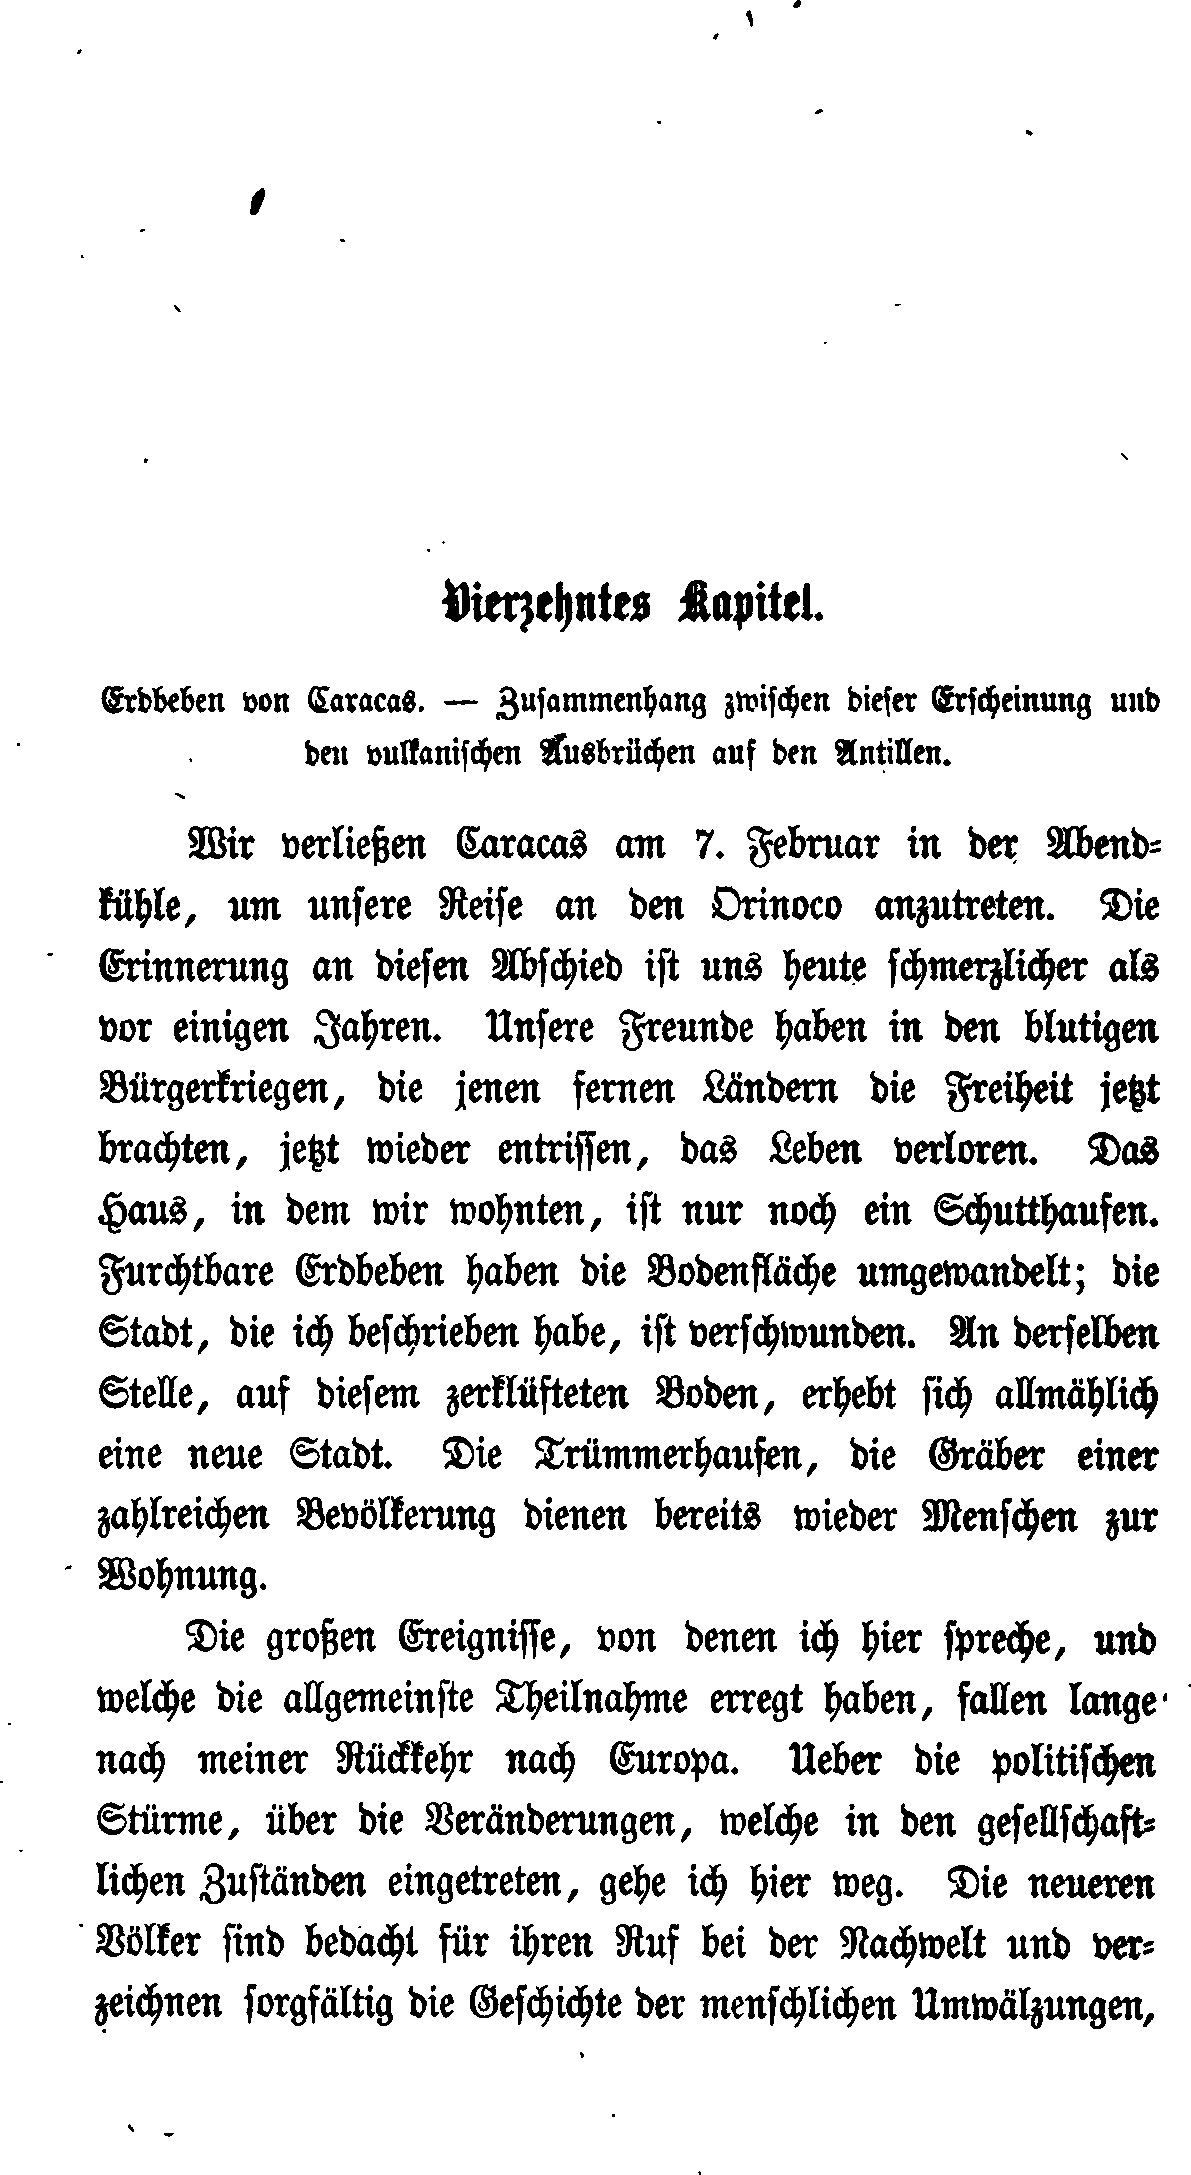 Vierzehntes Kapitel.
Erdbeben von Caracas. — Zusammenhang zwischen dieser Erscheinung und
den vulkanischen Ausbrüchen auf den Antillen.
Wir verließen Caracas am 7. Februar in der Abend-
kühle, um unsere Reise an den Orinoco anzutreten. Die
Erinnerung an diesen Abschied ist uns heute schmerzlicher als
vor einigen Jahren. Unsere Freunde haben in den blutigen
Bürgerkriegen, die jenen fernen Ländern die Freiheit jetzt
brachten, jetzt wieder entrissen, das Leben verloren. Das
Haus, in dem wir wohnten, ist nur noch ein Schutthaufen.
Furchtbare Erdbeben haben die Bodenfläche umgewandelt; die
Stadt, die ich beschrieben habe, ist verschwunden. An derselben
Stelle, auf diesem zerklüfteten Boden, erhebt sich allmählich
eine neue Stadt. Die Trümmerhaufen, die Gräber einer
zahlreichen Bevölkerung dienen bereits wieder Menschen zur
Wohnung.
Die großen Ereignisse, von denen ich hier spreche, und
welche die allgemeinste Theilnahme erregt haben, fallen lange
nach meiner Rückkehr nach Europa. Ueber die politischen
Stürme, über die Veränderungen, welche in den gesellschaft-
lichen Zuständen eingetreten, gehe ich hier weg. Die neueren
Völker sind bedacht für ihren Ruf bei der Nachwelt und ver-
zeichnen sorgfältig die Geschichte der menschlichen Umwälzungen,